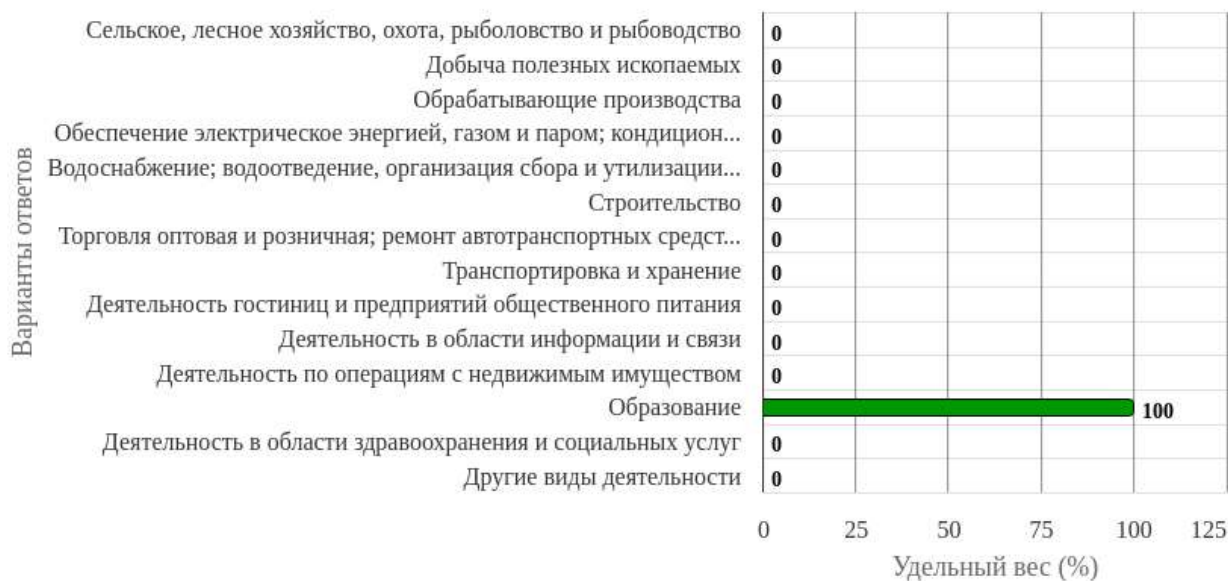 Сельское, лесное хозяйство, охота, рыболовство и рыбоводство 0
Добыча полезных ископаемых 0
Обрабатывающие производства 0
Обеспечение электрическое энергией, газом и паром; кондицион... 0
Водоснабжение; водоотведение, организация сбора и утилизации... 0
Строительство 0
Торговля оптовая и розничная; ремонт автотранспортных средст... 0
Транспортировка и хранение 0
Деятельность гостиниц и предприятий общественного питания 0
Деятельность в области информации и связи 0
Деятельность по операциям с недвижимым имуществом 0
Образование 100
Деятельность в области здравоохранения и социальных услуг 0
Другие виды деятельности 0
Варианты ответов
0 25 50 75 100 125
Удельный вес (%)